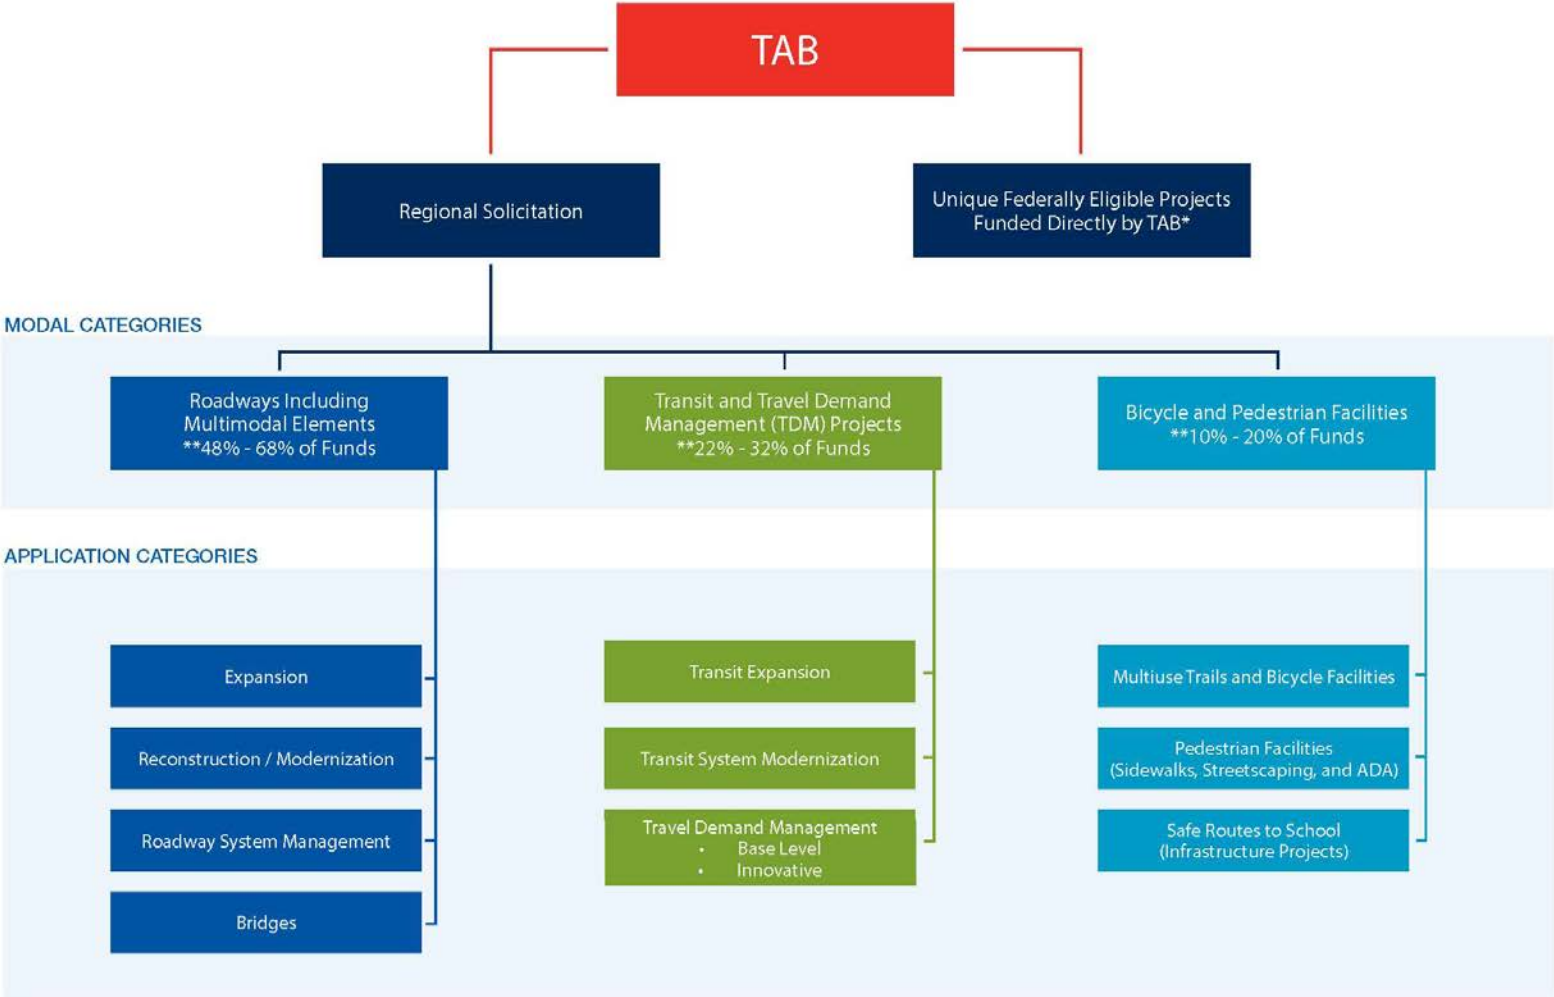 TAB
Regional Solicitation
Unique Federally Eligible Projects
Funded Directly by TAB*
MODAL CATEGORIES
Roadways Including
Multimodal Elements
**48% - 68% of Funds
Transit and Travel Demand
Management (TDM) Projects
**22% - 32% of Funds
Bicycle and Pedestrian Facilities
**10% - 20% of Funds
APPLICATION CATEGORIES
Expansion
Reconstruction / Modernization
Roadway System Management
Bridges
Transit Expansion
Transit System Modernization
Travel Demand Management
• Base Level
• Innovative
Multiuse Trails and Bicycle Facilities
Pedestrian Facilities
(Sidewalks, Streetscaping, and ADA)
Safe Routes to School
(Infrastructure Projects)